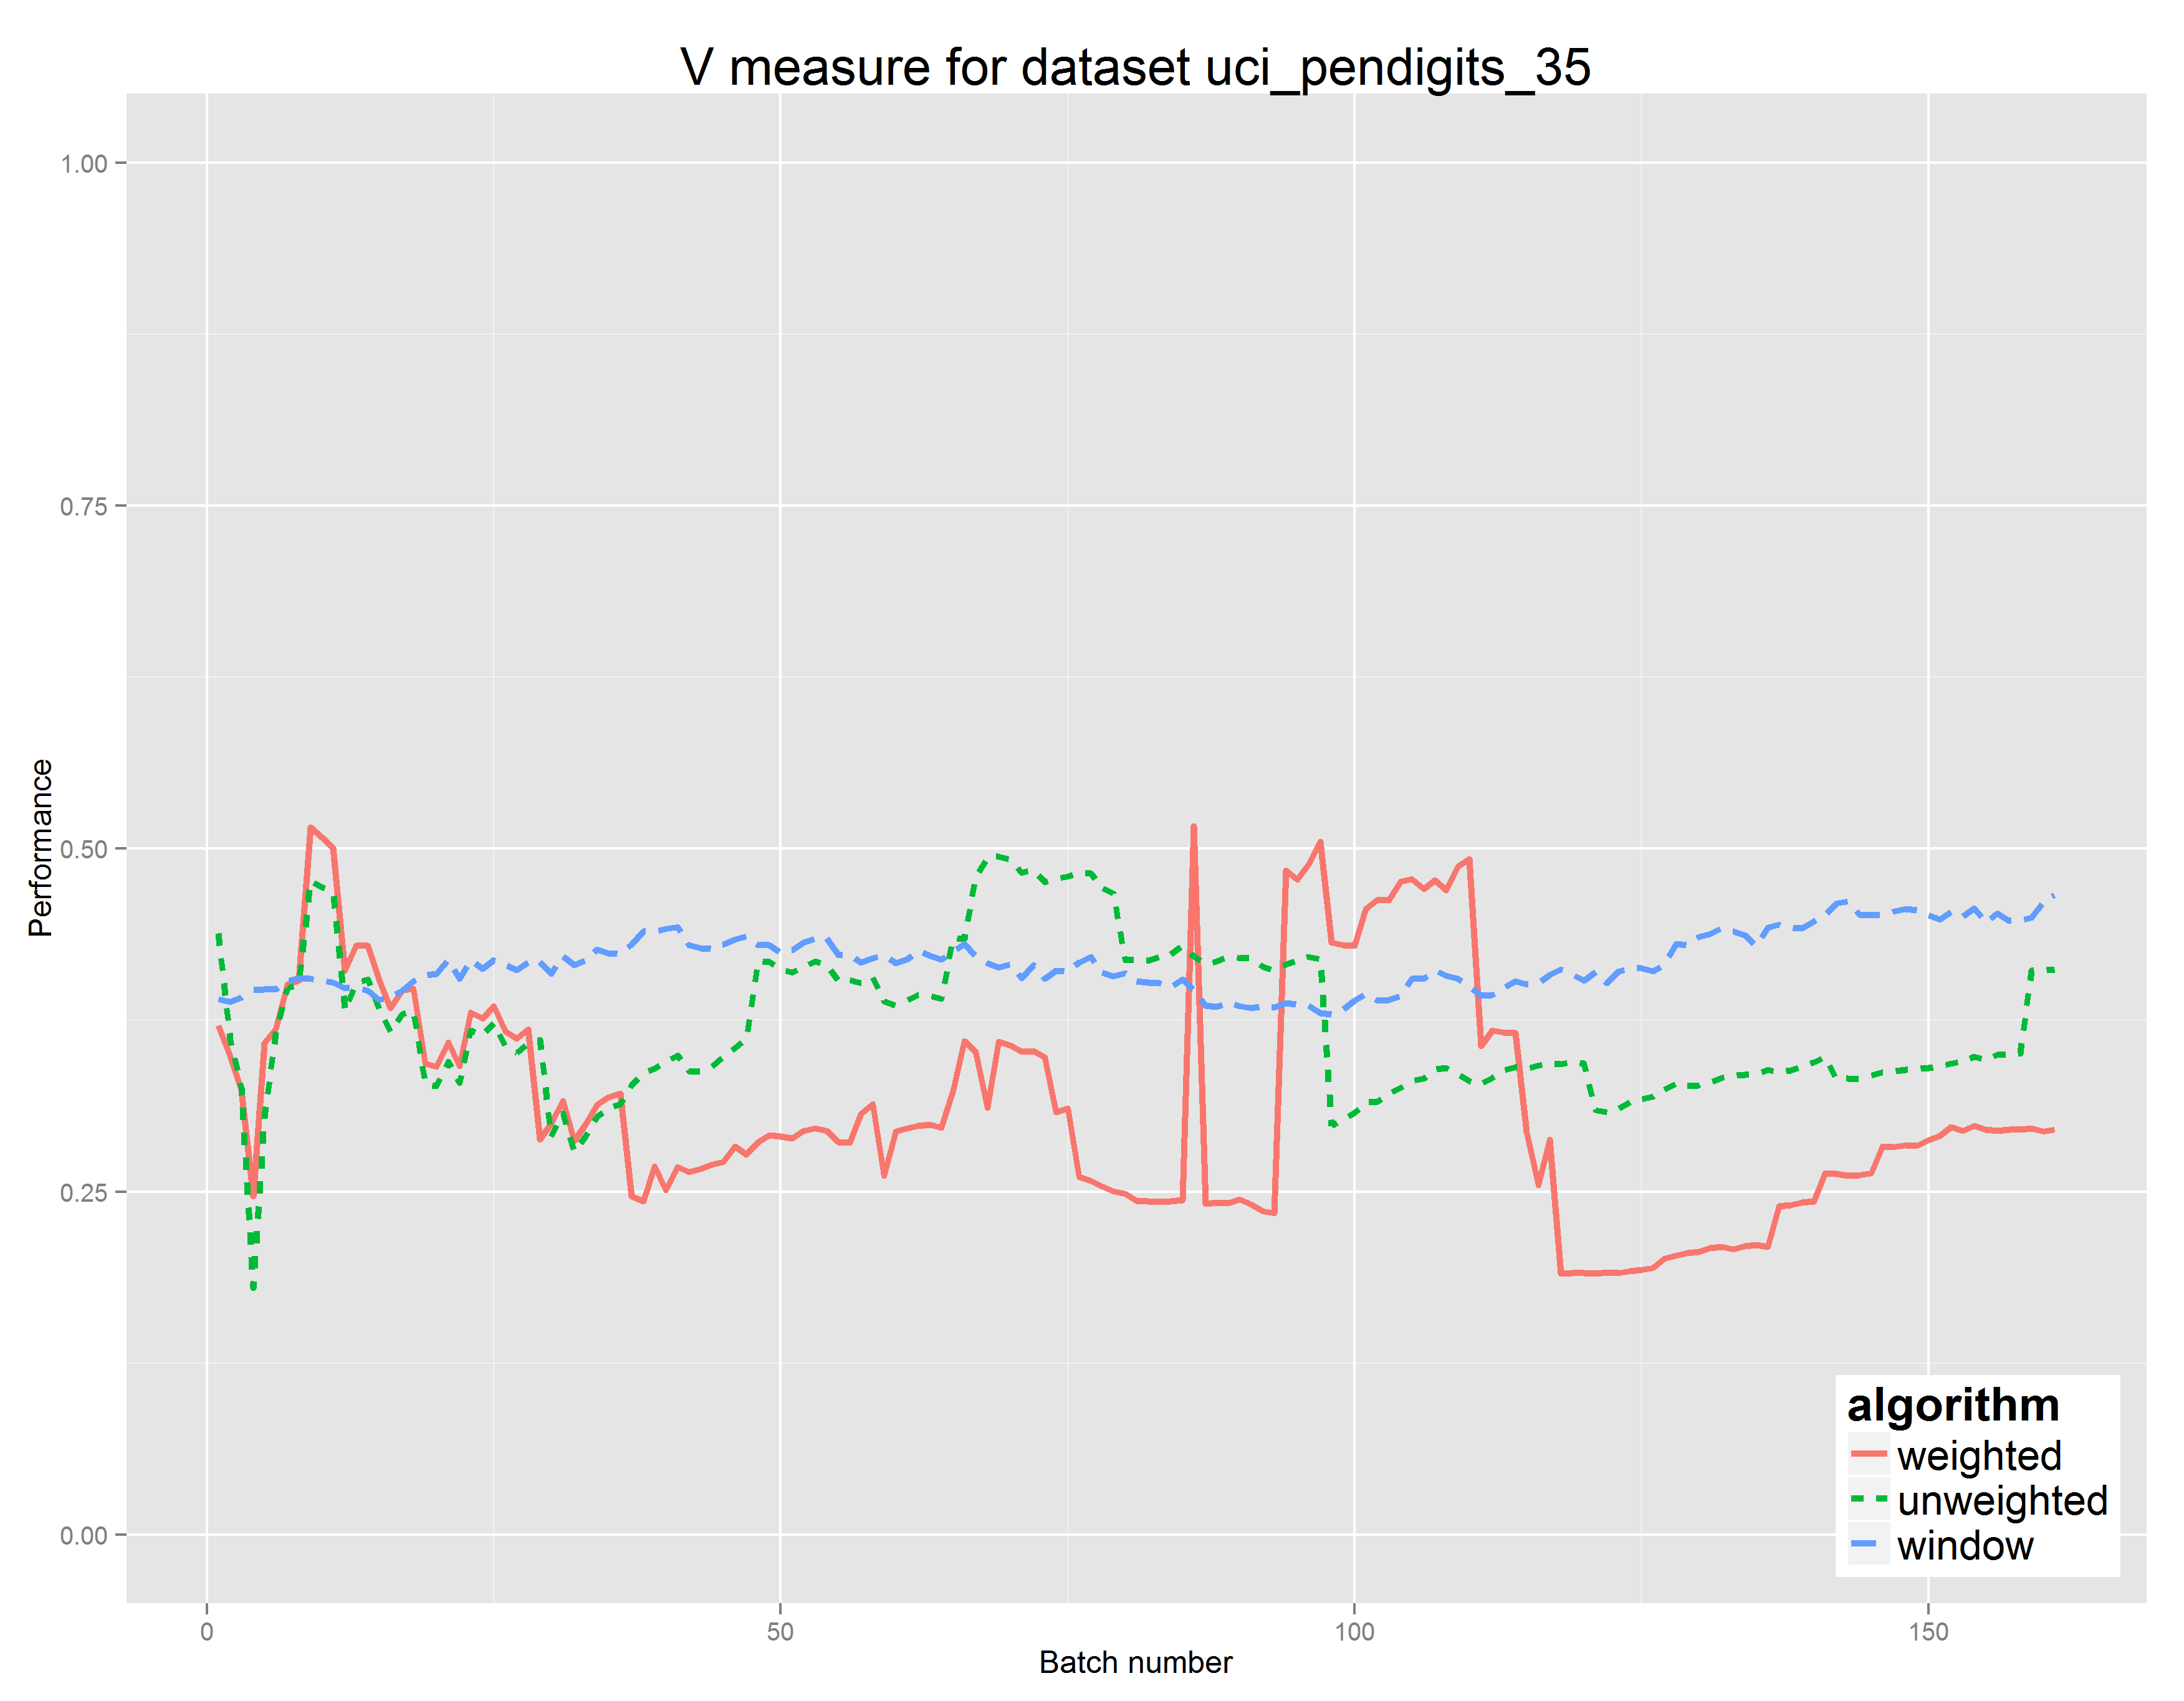 V measure for dataset uci_pendigits_35
1.00
0.75
0.50
0.25
0.00
Performance
0
50
100
150
Batch number
algorithm
weighted
unweighted
window